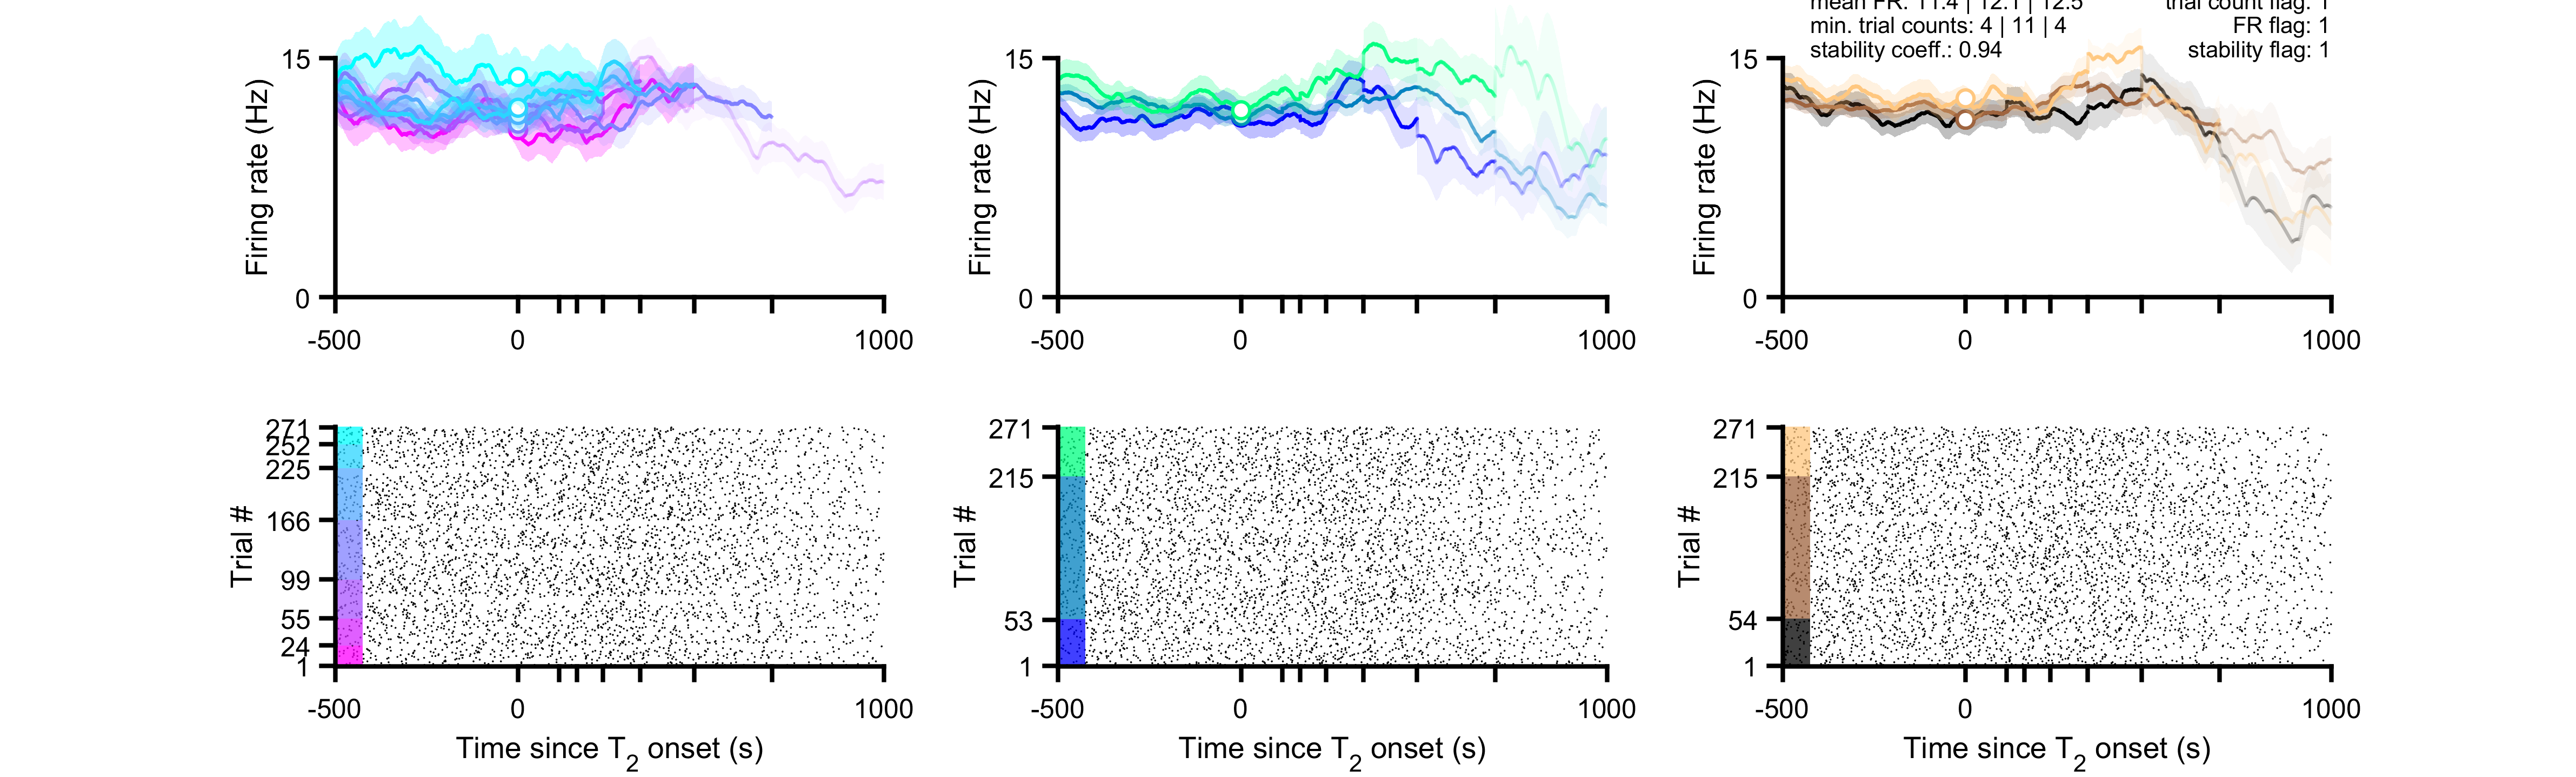 mean FR: 11.4 | 12.1 | 12.5 trial count flag: 1
min. trial counts: 4 | 11 | 4 FR flag: 1
stability coeff.: 0.94 stability flag: 1
15
0
Firing rate (Hz)
-500 0 1000
15
0
Firing rate (Hz)
-500 0 1000
15
0
Firing rate (Hz)
-500 0 1000
271
252
225
166
99
55
24
1
Trial #
-500 0 1000
Time since T2 onset (s)
271
215
53
1
Trial #
-500 0 1000
Time since T2 onset (s)
271
215
54
1
Trial #
-500 0 1000
Time since T2 onset (s)